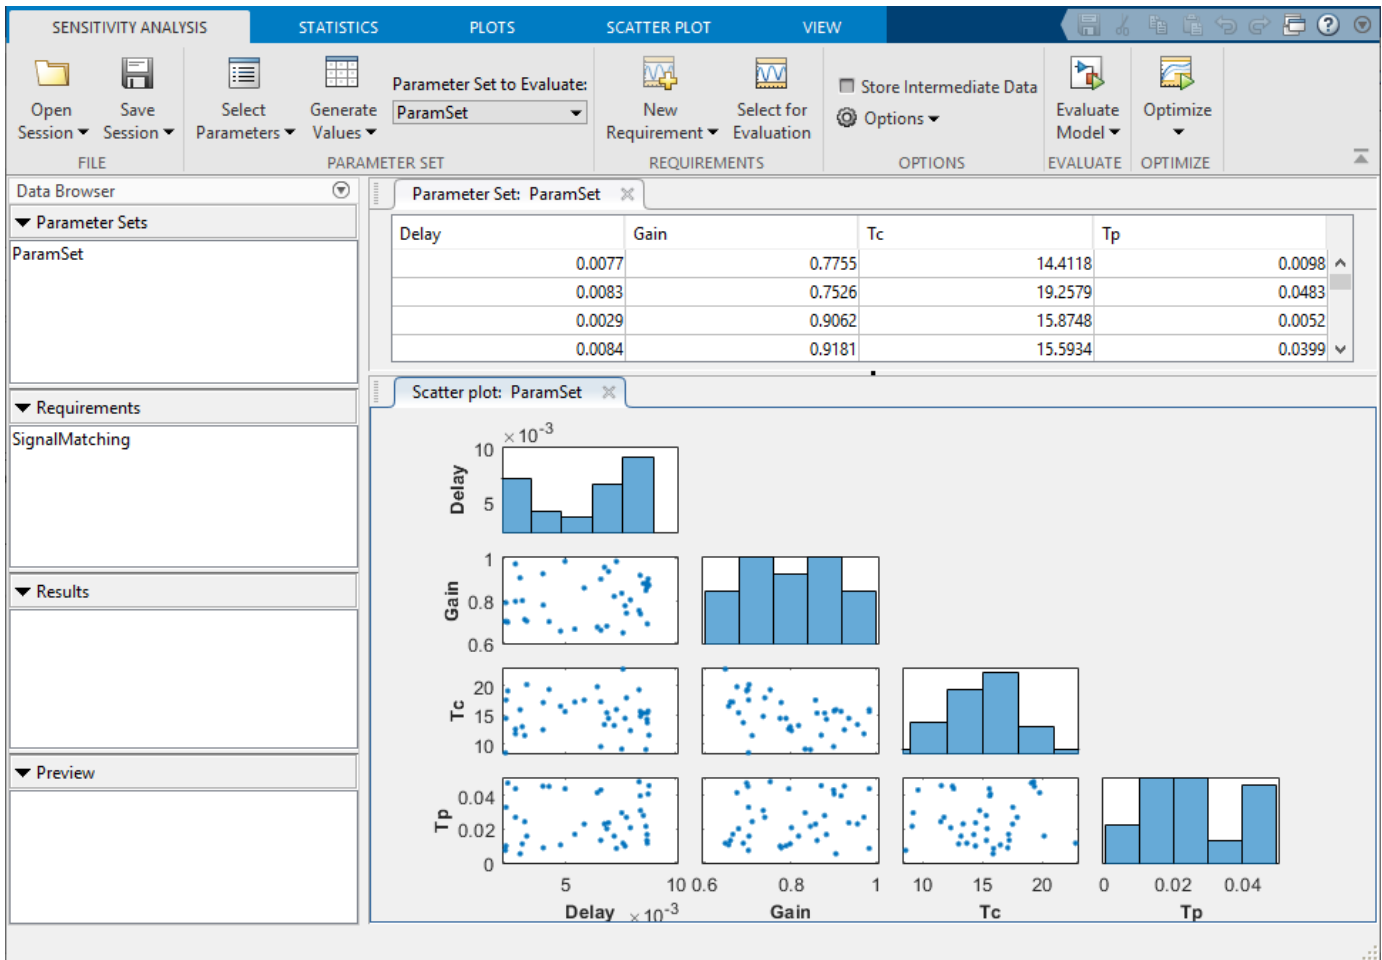 SENSITIVITY ANALYSIS STATISTICS PLOTS SCATTER PLOT VIEW
Open Session Save Session Select Parameters Generate Values Parameter Set to Evaluate: ParamSet New Requirement Select for Evaluation Store Intermediate Data Options Evaluate Model Optimize
FILE PARAMETER SET REQUIREMENTS OPTIONS EVALUATE OPTIMIZE
Data Browser
Parameter Sets
ParamSet
Requirements
SignalMatching
Results
Preview
Parameter Set: ParamSet
Delay Gain Tc Tp
0.0077 0.7755 14.4118 0.0098
0.0083 0.7526 19.2579 0.0483
0.0029 0.9062 15.8748 0.0052
0.0084 0.9181 15.5934 0.0399
Scatter plot: ParamSet
×10-3
10
5
Delay
1
0.8
0.6
Gain
20
15
10
Tc
0.04
0.02
0
Tp
5 10 0.6 0.8 1 10 15 20 0 0.02 0.04
Delay ×10-3 Gain Tc Tp